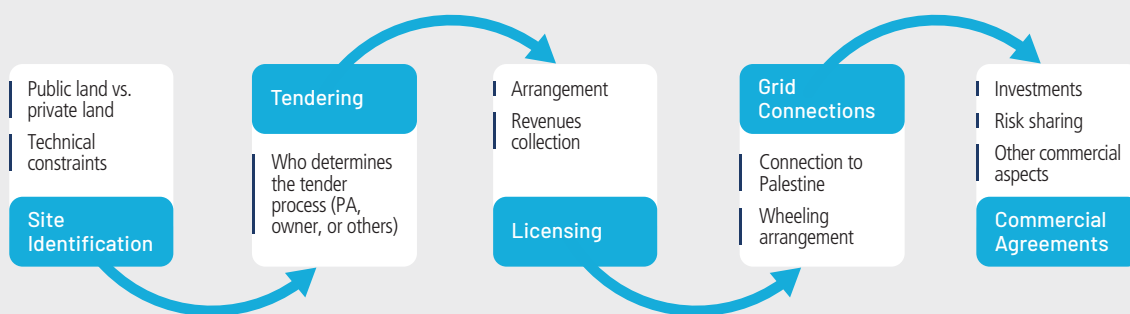 Public land vs.
private land
Technical
constraints
Site
Identification
Tendering
Who determines
the tender
process (PA,
owner, or others)
Arrangement
Revenues
collection
Licensing
Grid
Connections
Connection to
Palestine
Wheeling
arrangement
Investments
Risk sharing
Other commercial
aspects
Commercial
Agreements